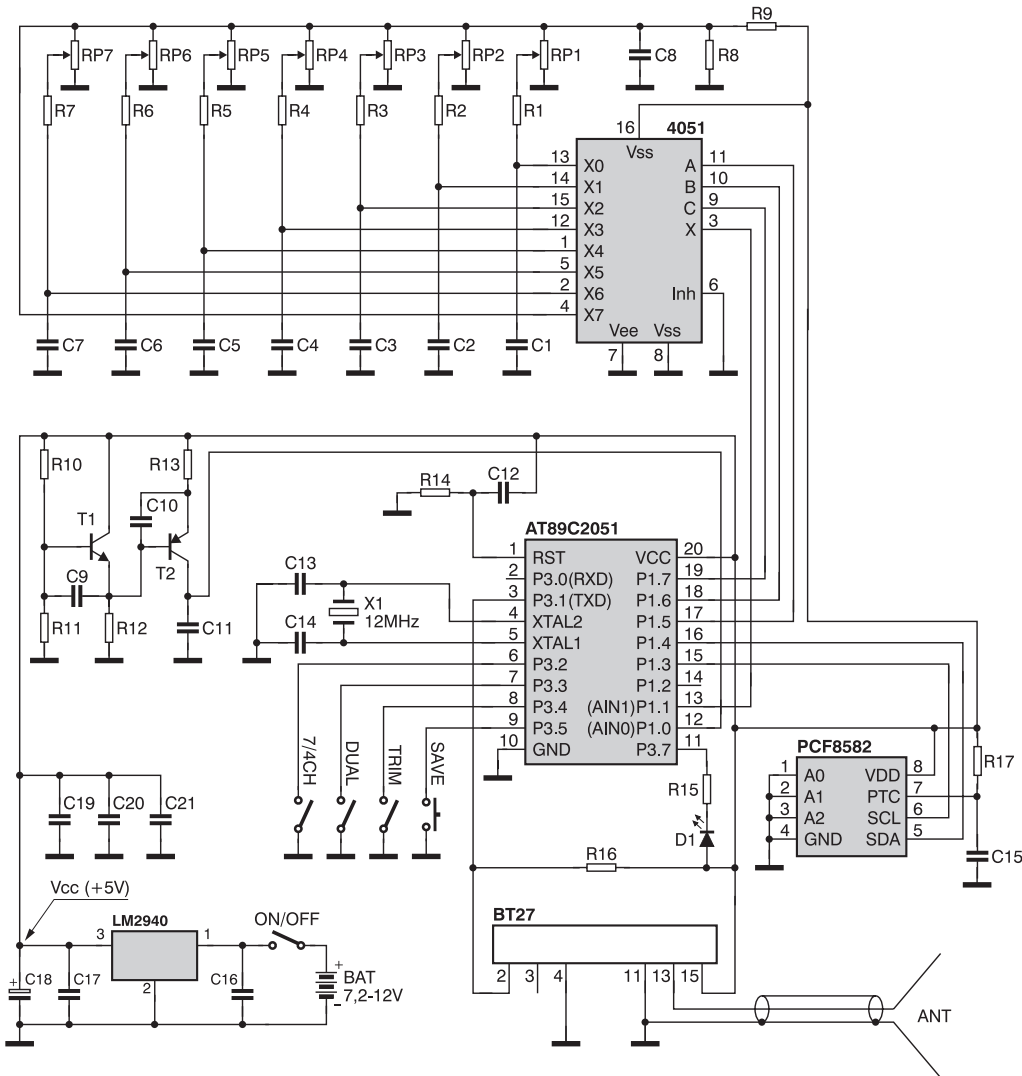 R9
RP7 RP6 RP5 RP4 RP3 RP2 RP1 C8 R8
R7 R6 R5 R4 R3 R2 R1
4051
16
Vss
13 X0 A 11
14 X1 B 10
15 X2 C 9
12 X3 X 3
1 X4
5 X5
2 X6 Inh 6
4 X7
Vee Vss
7 8
C7 C6 C5 C4 C3 C2 C1
R10 R13
C10
T1
T2
C9
R11 R12 C11
R14 C12
AT89C2051
1 RST VCC 20
2 P3.0(RXD) P1.7 19
3 P3.1(TXD) P1.6 18
4 XTAL2 P1.5 17
5 XTAL1 P1.4 16
6 P3.2 P1.3 15
7 P3.3 P1.2 14
8 P3.4 (AIN1)P1.1 13
9 P3.5 (AIN0)P1.0 12
10 GND P3.7 11
C13
X1
12MHz
C14
7/4CH
DUAL
TRIM
SAVE
R15
D1
R16
PCF8582
1 A0 VDD 8
2 A1 PTC 7
3 A2 SCL 6
4 GND SDA 5
R17
C15
C19 C20 C21
Vcc (+5V)
LM2940
3 1
2
ON/OFF
+
C18 C17 C16
+
BAT
7,2-12V
-
BT27
2 3 4 11 13 15
ANT